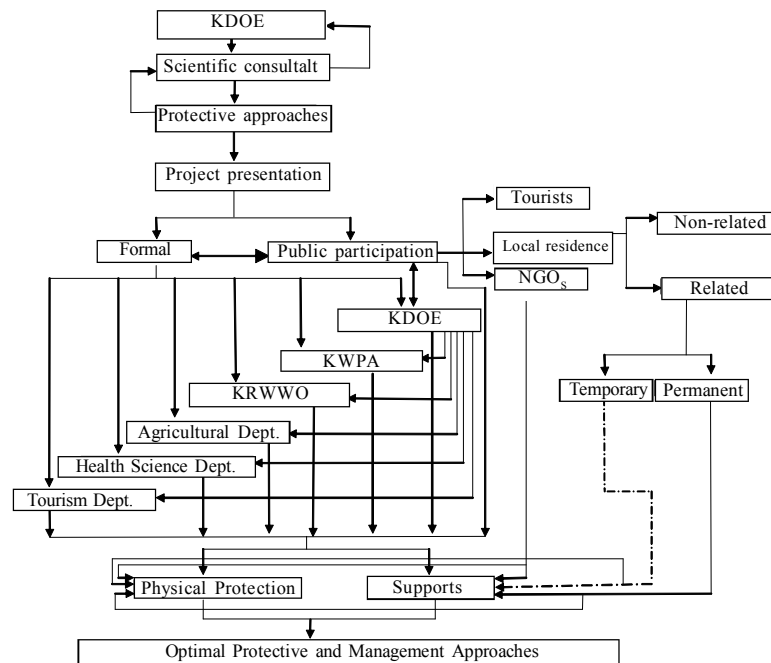 KDOE
Scientific consultalt
Protective approaches
Project presentation
Tourists
Non-related
Formal
Public participation
Local residence
NGOs
Related
KDOE
KWPA
KRWWO
Temporary
Permanent
Agricultural Dept.
Health Science Dept.
Tourism Dept.
Physical Protection
Supports
Optimal Protective and Management Approaches